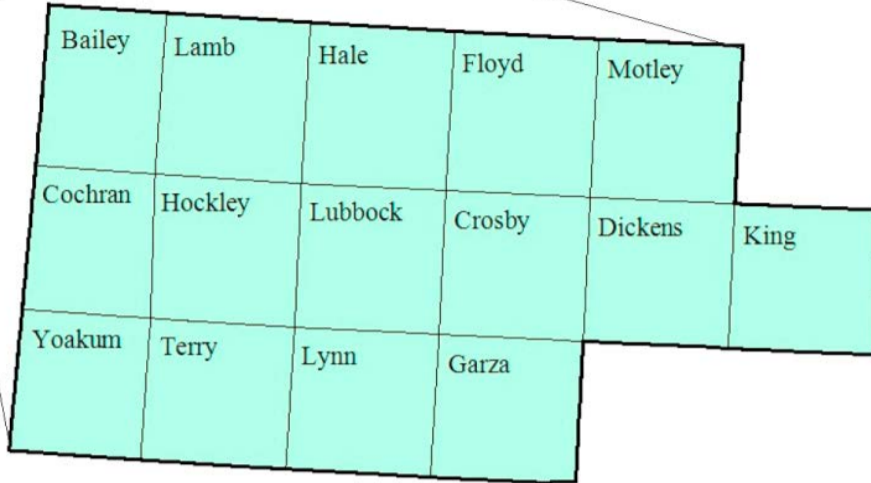 Bailey Lamb Hale Floyd Motley
Cochran Hockley Lubbock Crosby Dickens King
Yoakum Terry Lynn Garza